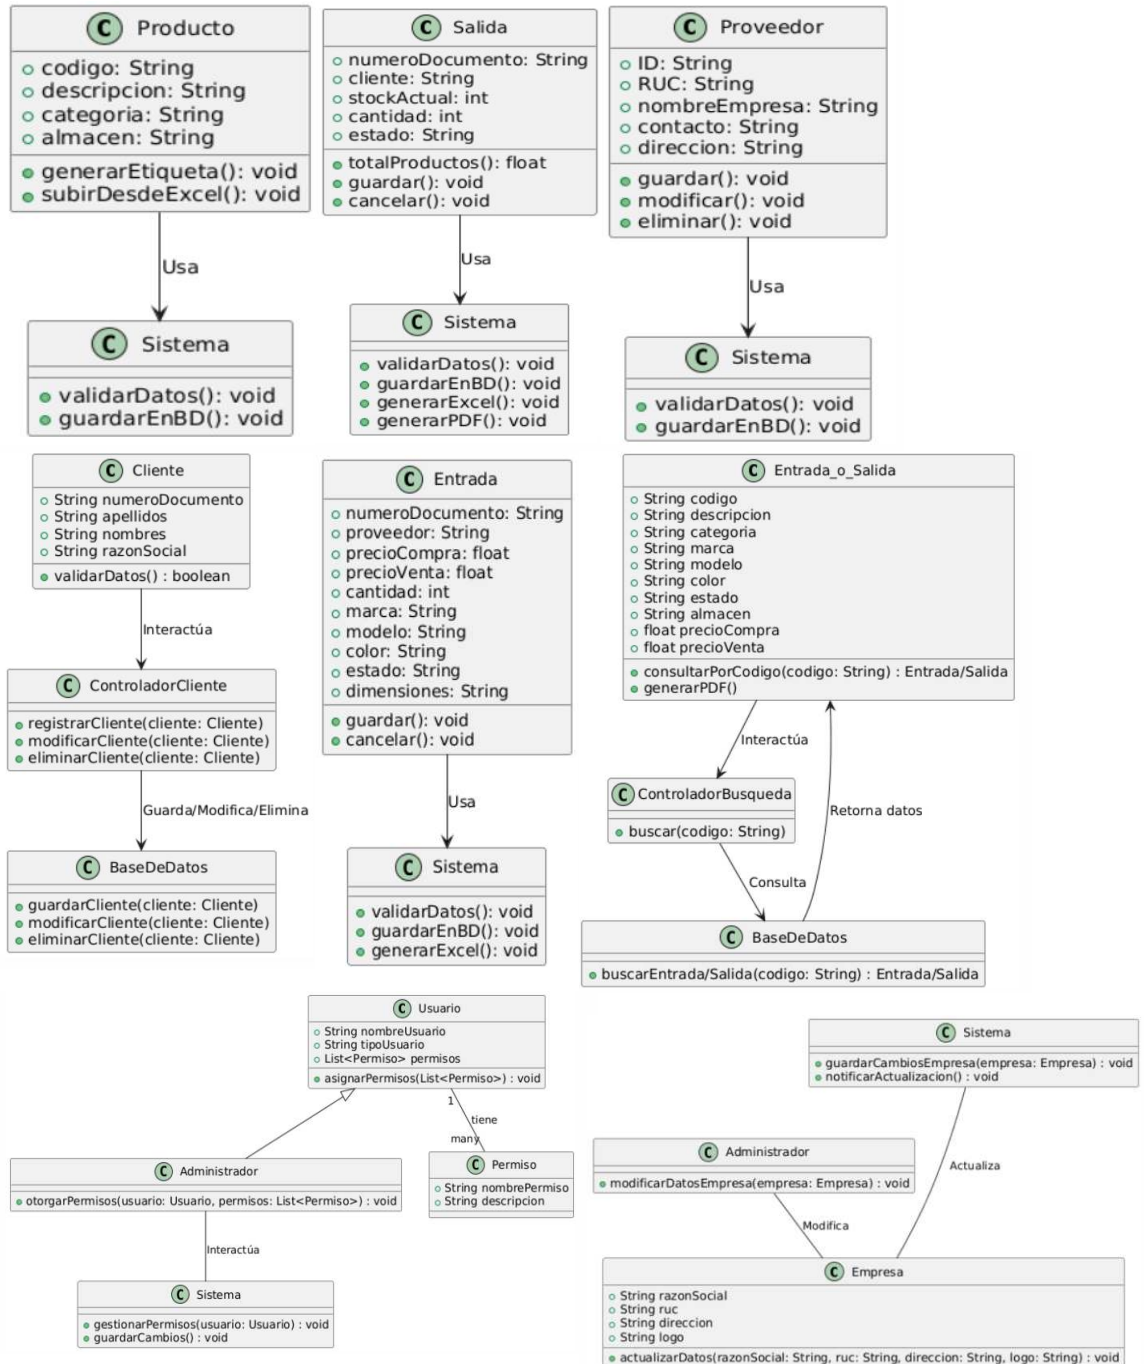 C Producto
codigo: String
descripcion: String
categoria: String
almacen: String
generarEtiqueta(): void
subirDesdeExcel(): void
Usa
C Sistema
validarDatos(): void
guardarEnBD(): void
C Salida
numeroDocumento: String
cliente: String
stockActual: int
cantidad: int
estado: String
totalProductos(): float
guardar(): void
cancelar(): void
Usa
C Sistema
validarDatos(): void
guardarEnBD(): void
generarExcel(): void
generarPDF(): void
C Proveedor
ID: String
RUC: String
nombreEmpresa: String
contacto: String
direccion: String
guardar(): void
modificar(): void
eliminar(): void
Usa
C Sistema
validarDatos(): void
guardarEnBD(): void
C Cliente
String numeroDocumento
String apellidos
String nombres
String razonSocial
validarDatos() : boolean
Interactúa
C ControladorCliente
registrarCliente(cliente: Cliente)
modificarCliente(cliente: Cliente)
eliminarCliente(cliente: Cliente)
Guarda/Modifica/Elimina
C BaseDeDatos
guardarCliente(cliente: Cliente)
modificarCliente(cliente: Cliente)
eliminarCliente(cliente: Cliente)
C Entrada
numeroDocumento: String
proveedor: String
precioCompra: float
precioVenta: float
cantidad: int
marca: String
modelo: String
color: String
estado: String
dimensiones: String
guardar(): void
cancelar(): void
Usa
C Sistema
validarDatos(): void
guardarEnBD(): void
generarExcel(): void
C Entrada_o_Salida
String codigo
String descripcion
String categoria
String marca
String modelo
String color
String estado
String almacen
float precioCompra
float precioVenta
consultarPorCodigo(codigo: String) : Entrada/Salida
generarPDF()
Interactúa
C ControladorBusqueda
buscar(codigo: String)
Retorna datos
Consulta
C BaseDeDatos
buscarEntrada/Salida(codigo: String) : Entrada/Salida
C Usuario
String nombreUsuario
String tipoUsuario
List<Permiso> permisos
asignarPermisos(List<Permiso>) : void
1
tiene
many
C Administrador
otorgarPermisos(usuario: Usuario, permisos: List<Permiso>) : void
C Permiso
String nombrePermiso
String descripcion
Interactúa
C Sistema
gestionarPermisos(usuario: Usuario) : void
guardarCambios() : void
C Sistema
guardarCambiosEmpresa(empresa: Empresa) : void
notificarActualizacion() : void
C Administrador
modificarDatosEmpresa(empresa: Empresa) : void
Actualiza
Modifica
C Empresa
String razonSocial
String ruc
String direccion
String logo
actualizarDatos(razonSocial: String, ruc: String, direccion: String, logo: String) : void